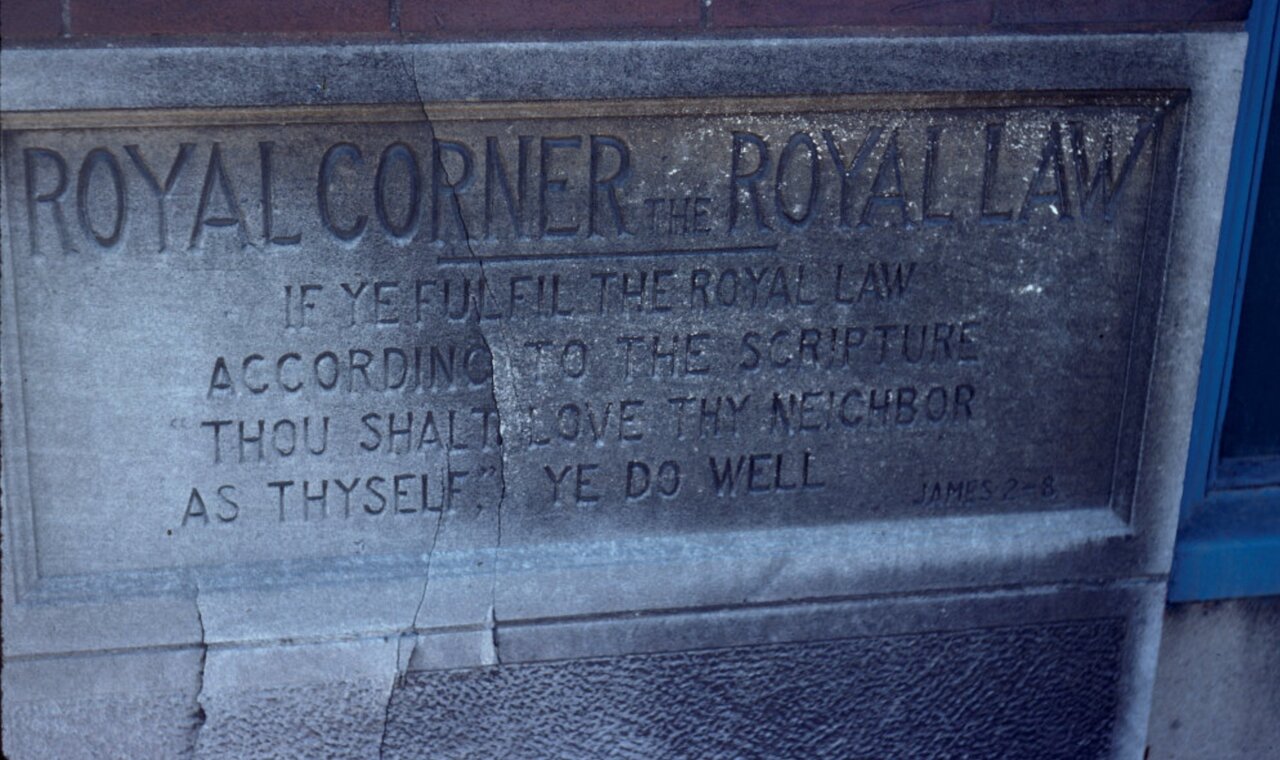 ROYAL CORNER THE ROYAL LAW
IF YE FULFIL THE ROYAL LAW
ACCORDING TO THE SCRIPTURE
"THOU SHALT LOVE THY NEIGHBOR
AS THYSELF," YE DO WELL
JAMES 2-8